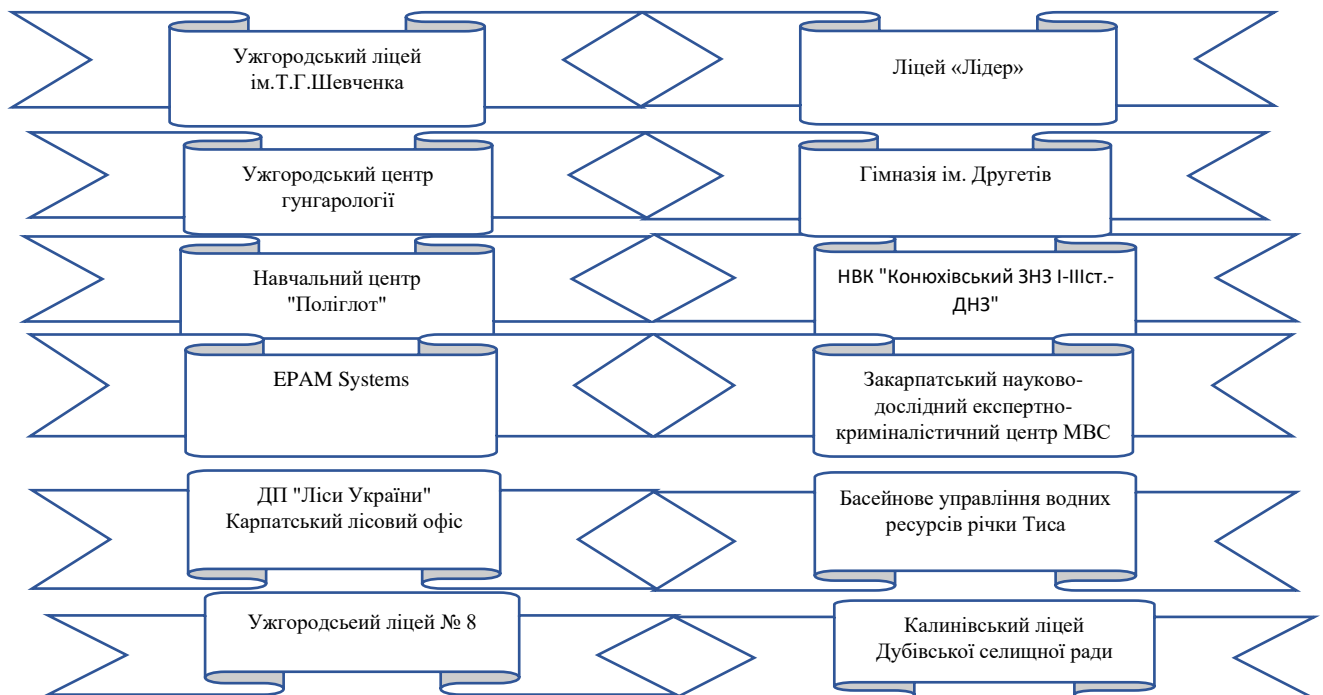 Ужгородський ліцей
ім.Т.Г.Шевченка
Ліцей «Лідер»
Ужгородський центр
гунгарології
Гімназія ім. Другетів
Навчальний центр
"Поліглот"
НВК "Конюхівський ЗНЗ І-ІІІст.-
ДНЗ"
EPAM Systems
Закарпатський науково-
дослідний експертно-
криміналістичний центр МВС
ДП "Ліси України"
Карпатський лісовий офіс
Басейнове управління водних
ресурсів річки Тиса
Ужгородсьеий ліцей № 8
Калинівський ліцей
Дубівської селищної ради